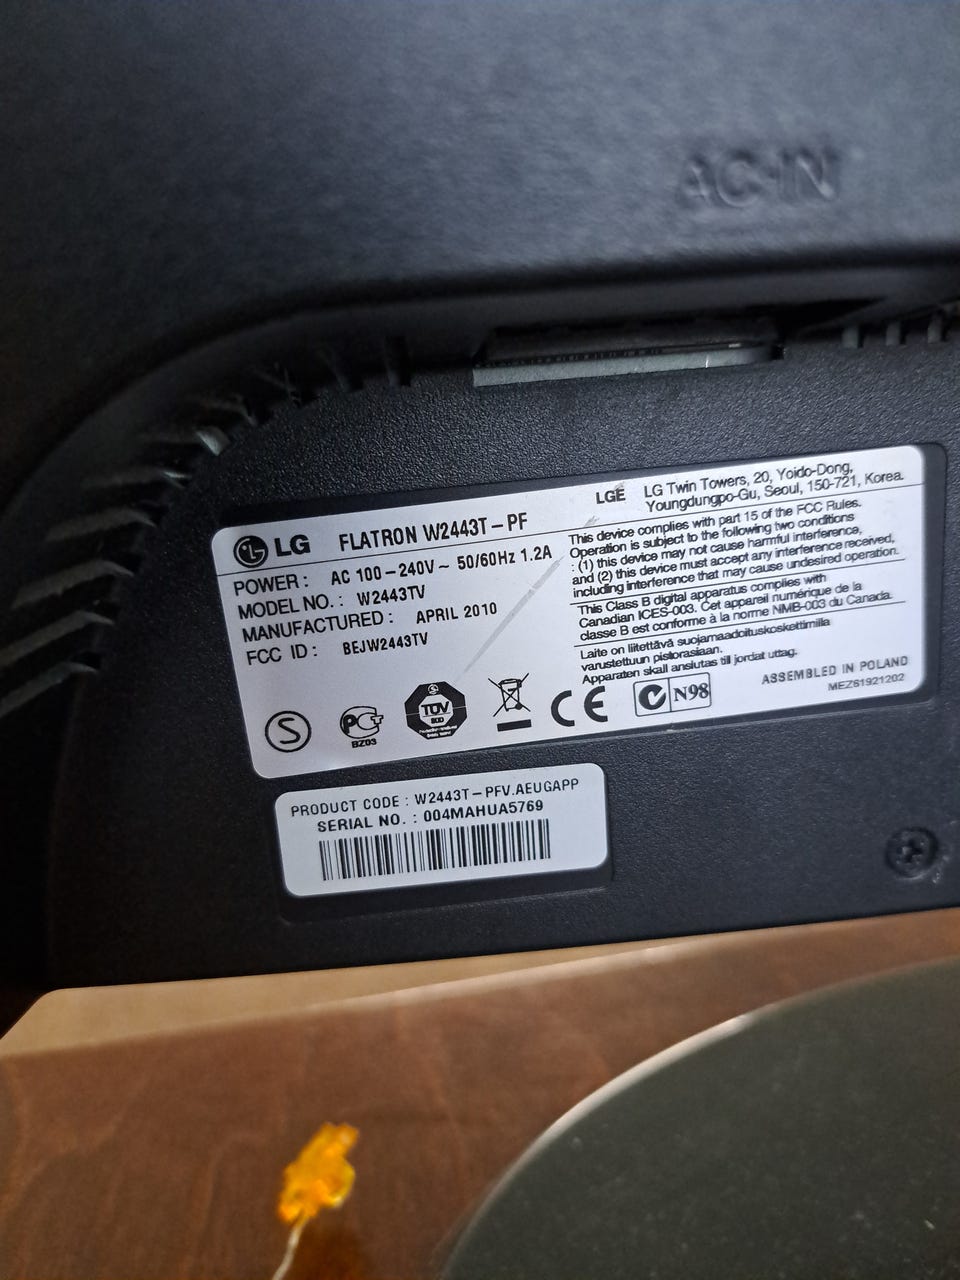 AC-IN
LG FLATRON W2443T-PF
POWER : AC 100-240V~ 50/60Hz 1.2A
MODEL NO. : W2443TV
MANUFACTURED : APRIL 2010
FCC ID : BEJW2443TV
LGE LG Twin Towers, 20, Yoido-Dong,
Youngdungpo-Gu, Seoul, 150-721, Korea.
This device complies with part 15 of the FCC Rules.
Operation is subject to the following two conditions
: (1) this device may not cause harmful interference,
and (2) this device must accept any interference received,
including interference that may cause undesired operation.
This Class B digital apparatus complies with
Canadian ICES-003. Cet appareil numérique de la
classe B est conforme à la norme NMB-003 du Canada.
Laite on liitettävä suojamaadoituskoskettimilla
varustettuun pistorasiaan.
Apparaten skall anslutas till jordat uttag.
ASSEMBLED IN POLAND
MEZ61921202
S
PCT
BZ03
TÜV
CE
N98
PRODUCT CODE : W2443T-PFV.AEUGAPP
SERIAL NO. : 004MAHUA5769